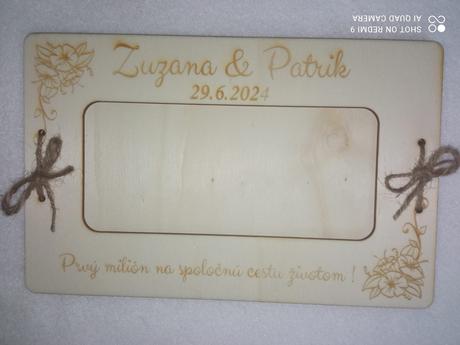 Zuzana & Patrik
29.6.2024
Prvý milión na spoločnú cestu životom !
SHOT ON REDMI 9
AI QUAD CAMERA